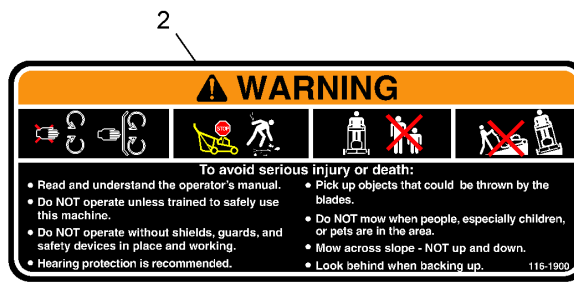 2
WARNING
STOP
To avoid serious injury or death:
• Read and understand the operator's manual.
• Do NOT operate unless trained to safely use
this machine.
• Do NOT operate without shields, guards, and
safety devices in place and working.
• Hearing protection is recommended.
• Pick up objects that could be thrown by the
blades.
• Do NOT mow when people, especially children,
or pets are in the area.
• Mow across slope - NOT up and down.
• Look behind when backing up.
116-1900